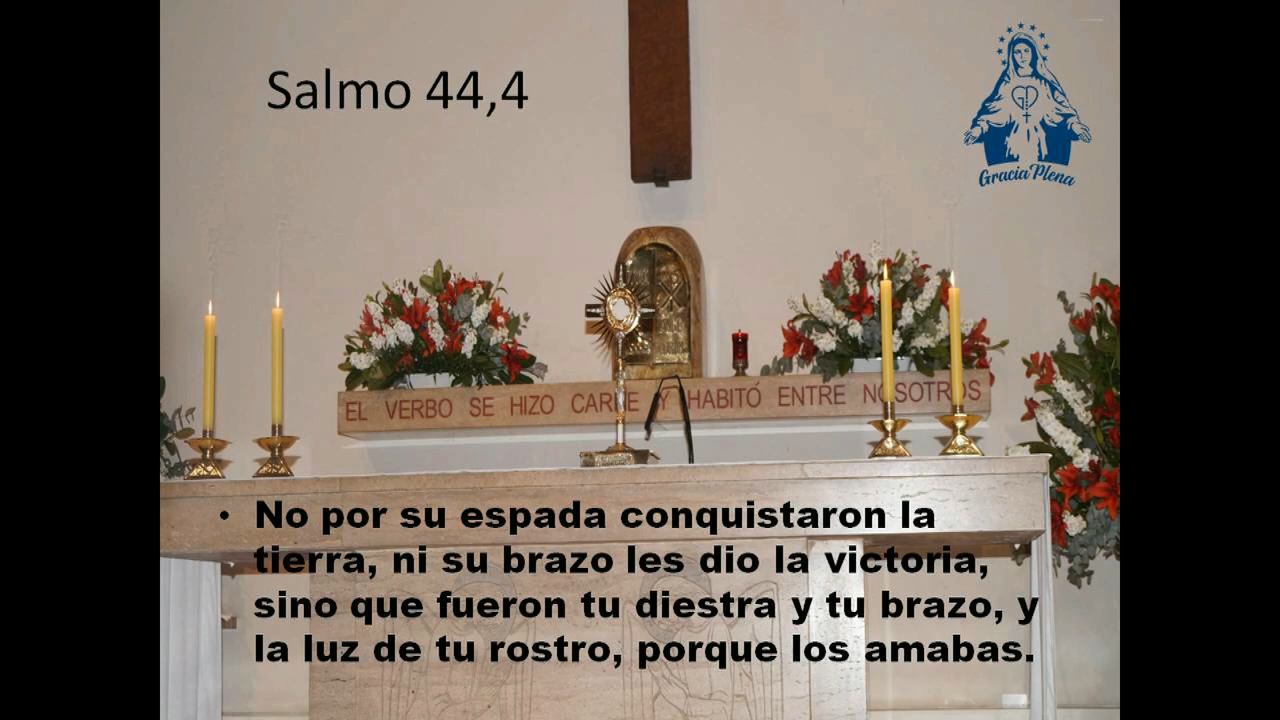 Salmo 44,4
Gracia Plena
EL VERBO SE HIZO CARNE Y HABITÓ ENTRE NOSOTROS
• No por su espada conquistaron la
tierra, ni su brazo les dio la victoria,
sino que fueron tu diestra y tu brazo, y
la luz de tu rostro, porque los amabas.